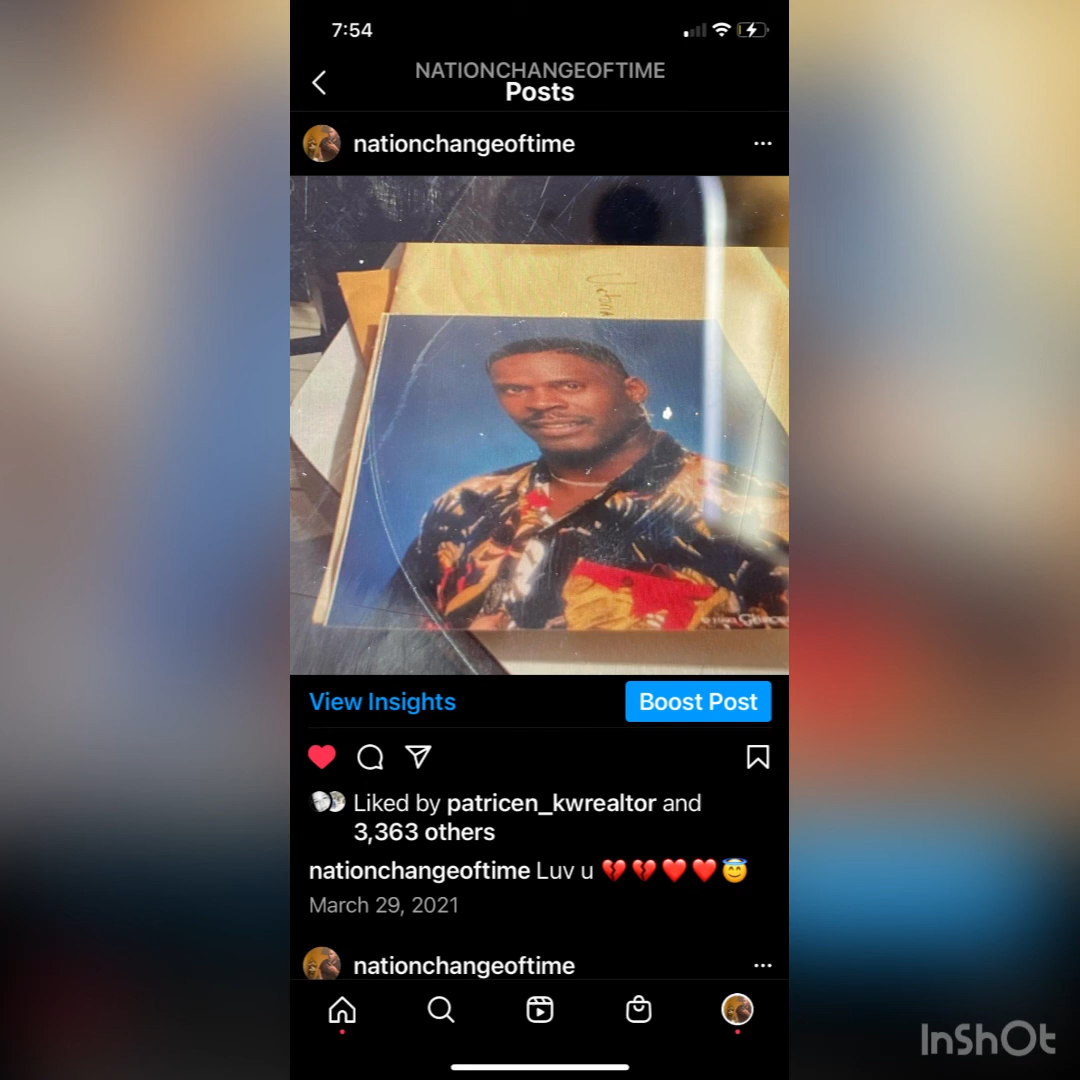 7:54
NATIONCHANGEOFTIME
Posts
nationchangeoftime
View Insights
Boost Post
Liked by patricen_kwrealtor and
3,363 others
nationchangeoftime Luv u 💔💔❤️❤️😇
March 29, 2021
nationchangeoftime
InShOt